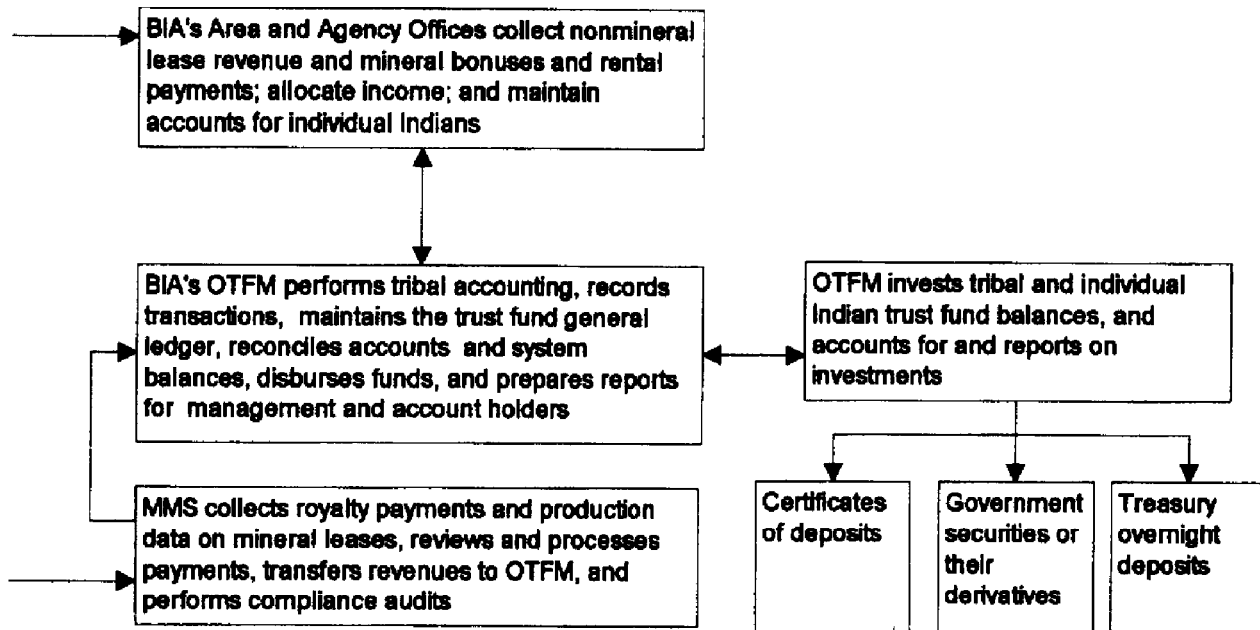 BIA's Area and Agency Offices collect nonmineral
lease revenue and mineral bonuses and rental
payments; allocate income; and maintain
accounts for individual Indians
BIA's OTFM performs tribal accounting, records
transactions, maintains the trust fund general
ledger, reconciles accounts and system
balances, disburses funds, and prepares reports
for management and account holders
OTFM invests tribal and individual
Indian trust fund balances, and
accounts for and reports on
investments
MMS collects royalty payments and production
data on mineral leases, reviews and processes
payments, transfers revenues to OTFM, and
performs compliance audits
Certificates
of deposits
Government
securities or
their
derivatives
Treasury
overnight
deposits